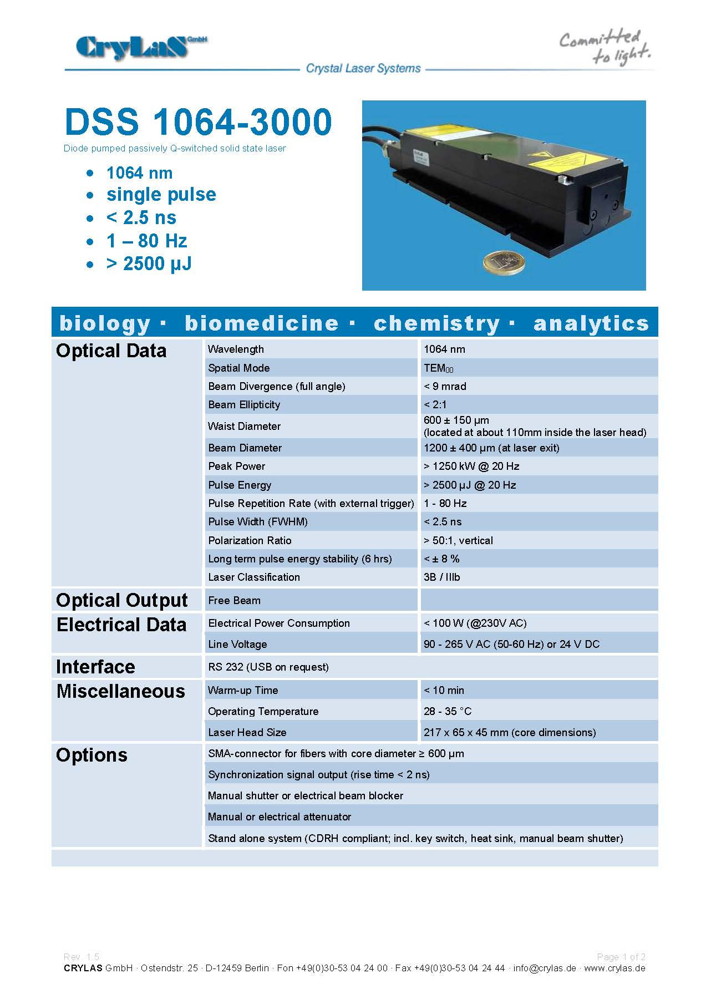 CryLaS GmbH
Committed
to light.
Crystal Laser Systems
DSS 1064-3000
Diode pumped passively Q-switched solid state laser
• 1064 nm
• single pulse
• < 2.5 ns
• 1 – 80 Hz
• > 2500 µJ
biology · biomedicine · chemistry · analytics
Optical Data
Wavelength 1064 nm
Spatial Mode TEM₀₀
Beam Divergence (full angle) < 9 mrad
Beam Ellipticity < 2:1
Waist Diameter 600 ± 150 µm
(located at about 110mm inside the laser head)
Beam Diameter 1200 ± 400 µm (at laser exit)
Peak Power > 1250 kW @ 20 Hz
Pulse Energy > 2500 µJ @ 20 Hz
Pulse Repetition Rate (with external trigger) 1 - 80 Hz
Pulse Width (FWHM) < 2.5 ns
Polarization Ratio > 50:1, vertical
Long term pulse energy stability (6 hrs) < ± 8 %
Laser Classification 3B / IIIb
Optical Output Free Beam
Electrical Data Electrical Power Consumption < 100 W (@230V AC)
Line Voltage 90 - 265 V AC (50-60 Hz) or 24 V DC
Interface RS 232 (USB on request)
Miscellaneous Warm-up Time < 10 min
Operating Temperature 28 - 35 °C
Laser Head Size 217 x 65 x 45 mm (core dimensions)
Options SMA-connector for fibers with core diameter ≥ 600 µm
Synchronization signal output (rise time < 2 ns)
Manual shutter or electrical beam blocker
Manual or electrical attenuator
Stand alone system (CDRH compliant; incl. key switch, heat sink, manual beam shutter)
Rev. 1.5 Page 1 of 2
CRYLAS GmbH · Ostendstr. 25 · D-12459 Berlin · Fon +49(0)30-53 04 24 00 · Fax +49(0)30-53 04 24 44 · info@crylas.de · www.crylas.de